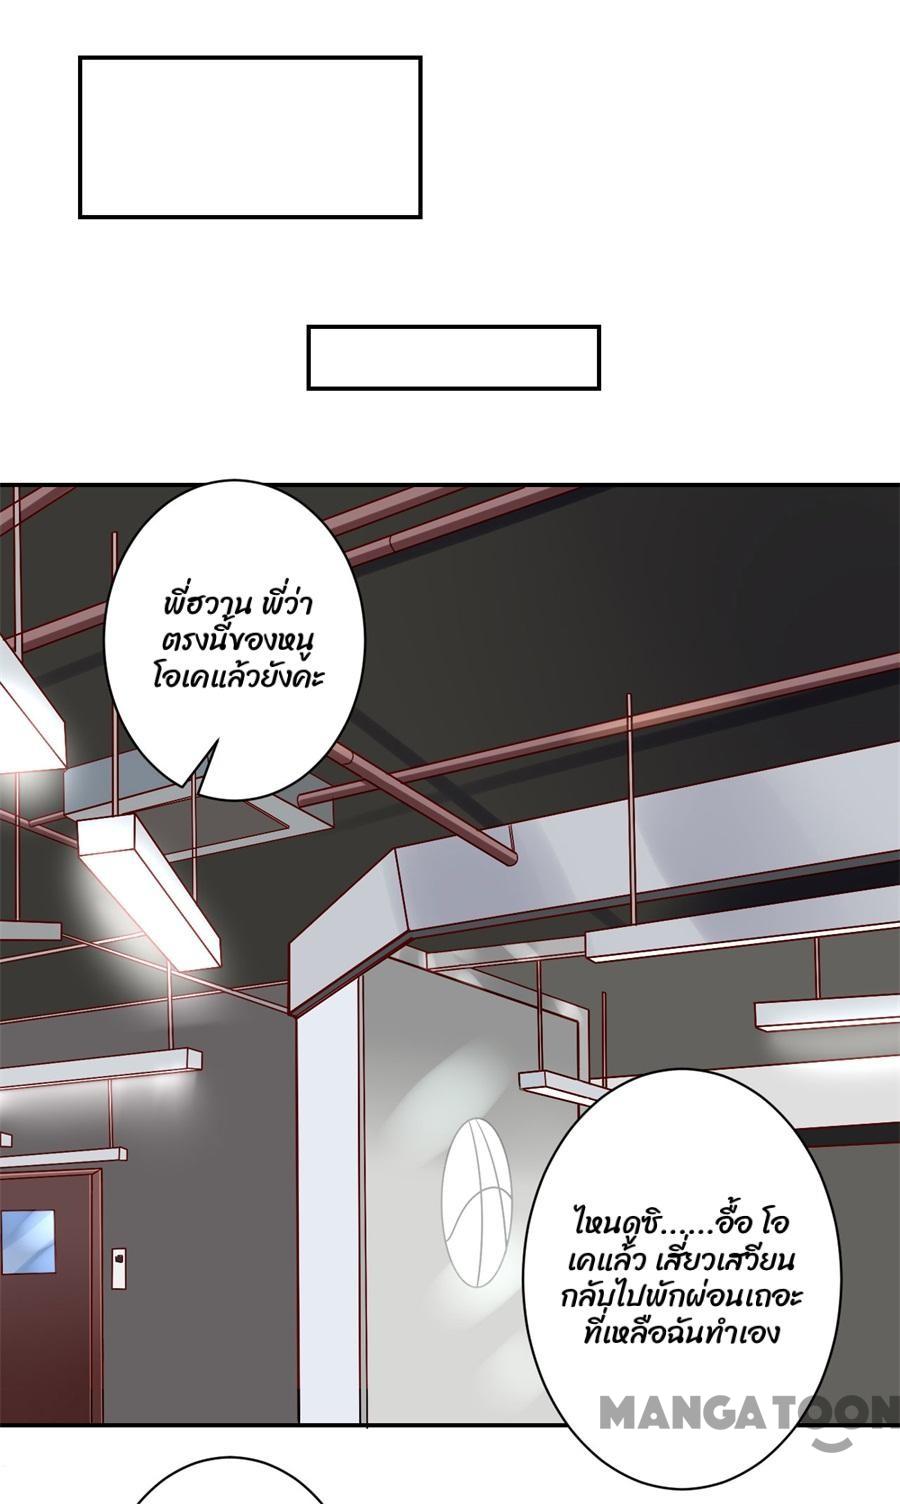 พี่ฮวาน พี่ว่า
ตรงนี้ของหนู
โอเคแล้วยังคะ
ไหนดูซิ......อื้อ โอ
เคแล้ว เสี่ยวเสวียน
กลับไปพักผ่อนเถอะ
ที่เหลือฉันทำเอง
MANGATOON